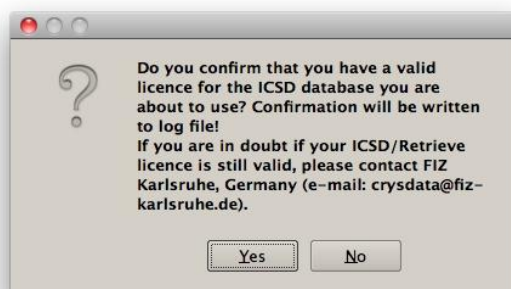 Do you confirm that you have a valid
licence for the ICSD database you are
about to use? Confirmation will be written
to log file!
If you are in doubt if your ICSD/Retrieve
licence is still valid, please contact FIZ
Karlsruhe, Germany (e-mail: crysdata@fiz-
karlsruhe.de).
Yes No